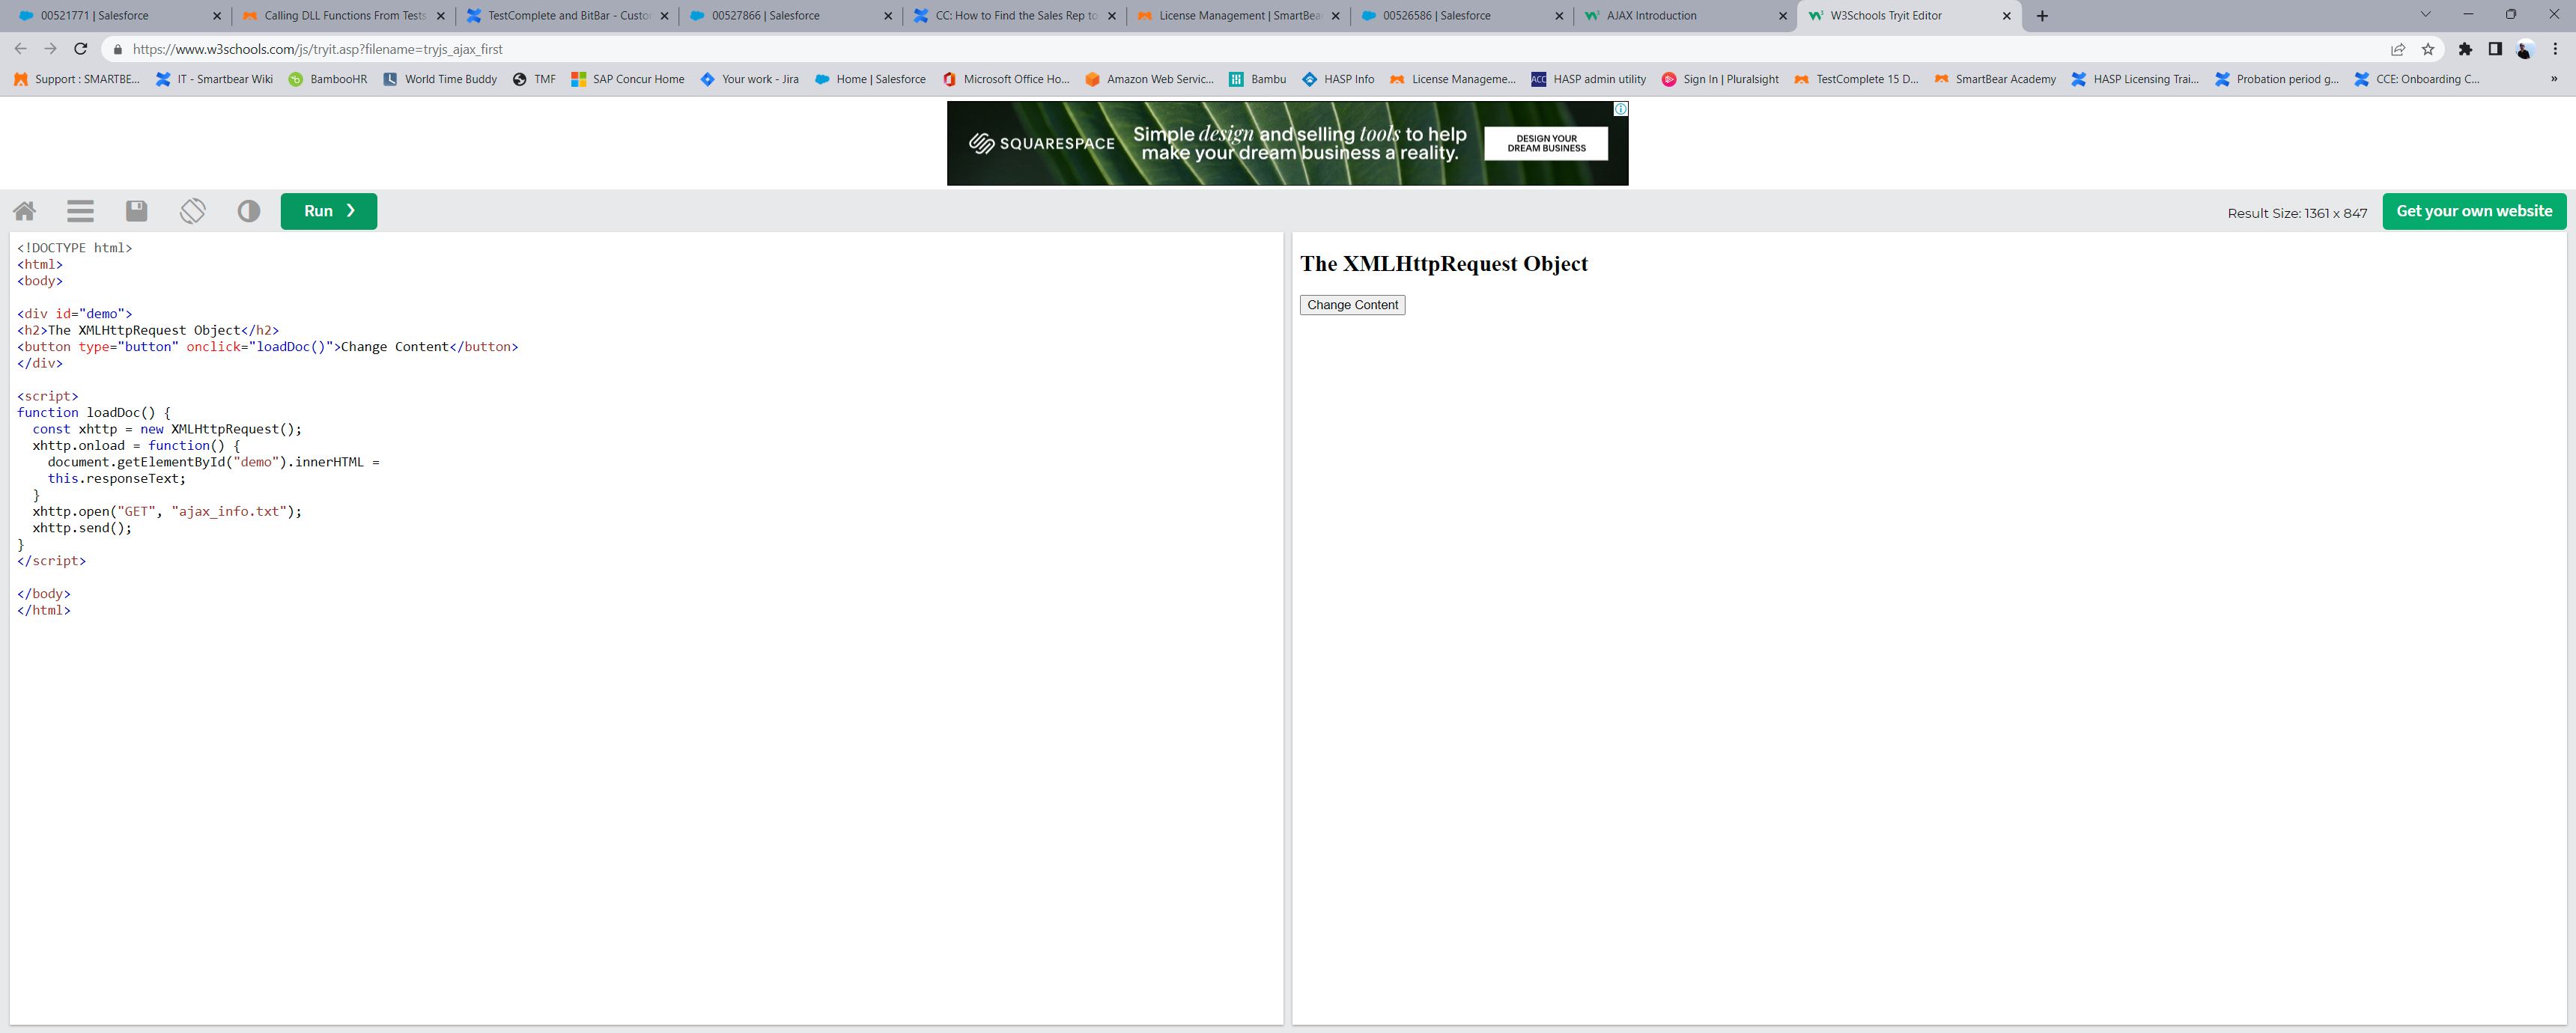 00521771 | Salesforce
Calling DLL Functions From Tests
TestComplete and BitBar - Custo
00527866 | Salesforce
CC: How to Find the Sales Rep to
License Management | SmartBea
00526586 | Salesforce
AJAX Introduction
W3Schools Tryit Editor
https://www.w3schools.com/js/tryit.asp?filename=tryjs_ajax_first
Support : SMARTBE...
IT - Smartbear Wiki
BambooHR
World Time Buddy
TMF
SAP Concur Home
Your work - Jira
Home | Salesforce
Microsoft Office Ho...
Amazon Web Servic...
Bambu
HASP Info
License Manageme...
ACC
HASP admin utility
Sign In | Pluralsight
TestComplete 15 D...
SmartBear Academy
HASP Licensing Trai...
Probation period g...
CCE: Onboarding C...
»
SQUARESPACE
Simple design and selling tools to help
make your dream business a reality.
DESIGN YOUR
DREAM BUSINESS
Run ❯
Result Size: 1361 x 847
Get your own website
<!DOCTYPE html>
<html>
<body>
<div id="demo">
<h2>The XMLHttpRequest Object</h2>
<button type="button" onclick="loadDoc()">Change Content</button>
</div>
<script>
function loadDoc() {
  const xhttp = new XMLHttpRequest();
  xhttp.onload = function() {
    document.getElementById("demo").innerHTML =
    this.responseText;
  }
  xhttp.open("GET", "ajax_info.txt");
  xhttp.send();
}
</script>
</body>
</html>
The XMLHttpRequest Object
Change Content